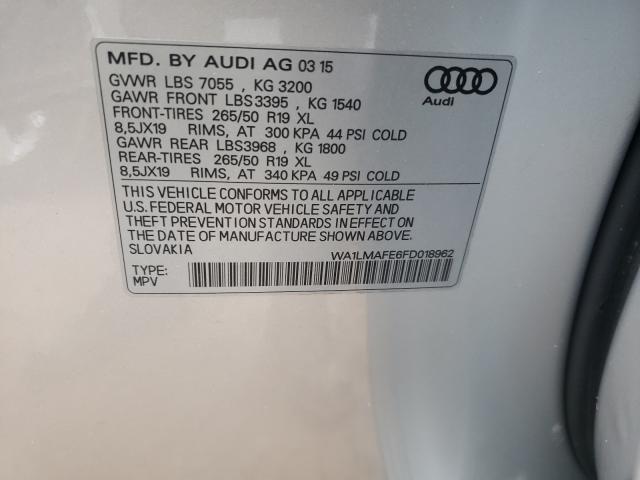 MFD. BY AUDI AG 03 15
GVWR LBS 7055 , KG 3200
GAWR FRONT LBS3395 , KG 1540
FRONT-TIRES 265/50 R19 XL
8,5JX19 RIMS, AT 300 KPA 44 PSI COLD
GAWR REAR LBS3968 , KG 1800
REAR-TIRES 265/50 R19 XL
8,5JX19 RIMS, AT 340 KPA 49 PSI COLD
Audi
THIS VEHICLE CONFORMS TO ALL APPLICABLE
U.S. FEDERAL MOTOR VEHICLE SAFETY AND
THEFT PREVENTION STANDARDS IN EFFECT ON
THE DATE OF MANUFACTURE SHOWN ABOVE.
SLOVAKIA
WA1LMAFE6FD018962
TYPE:
MPV